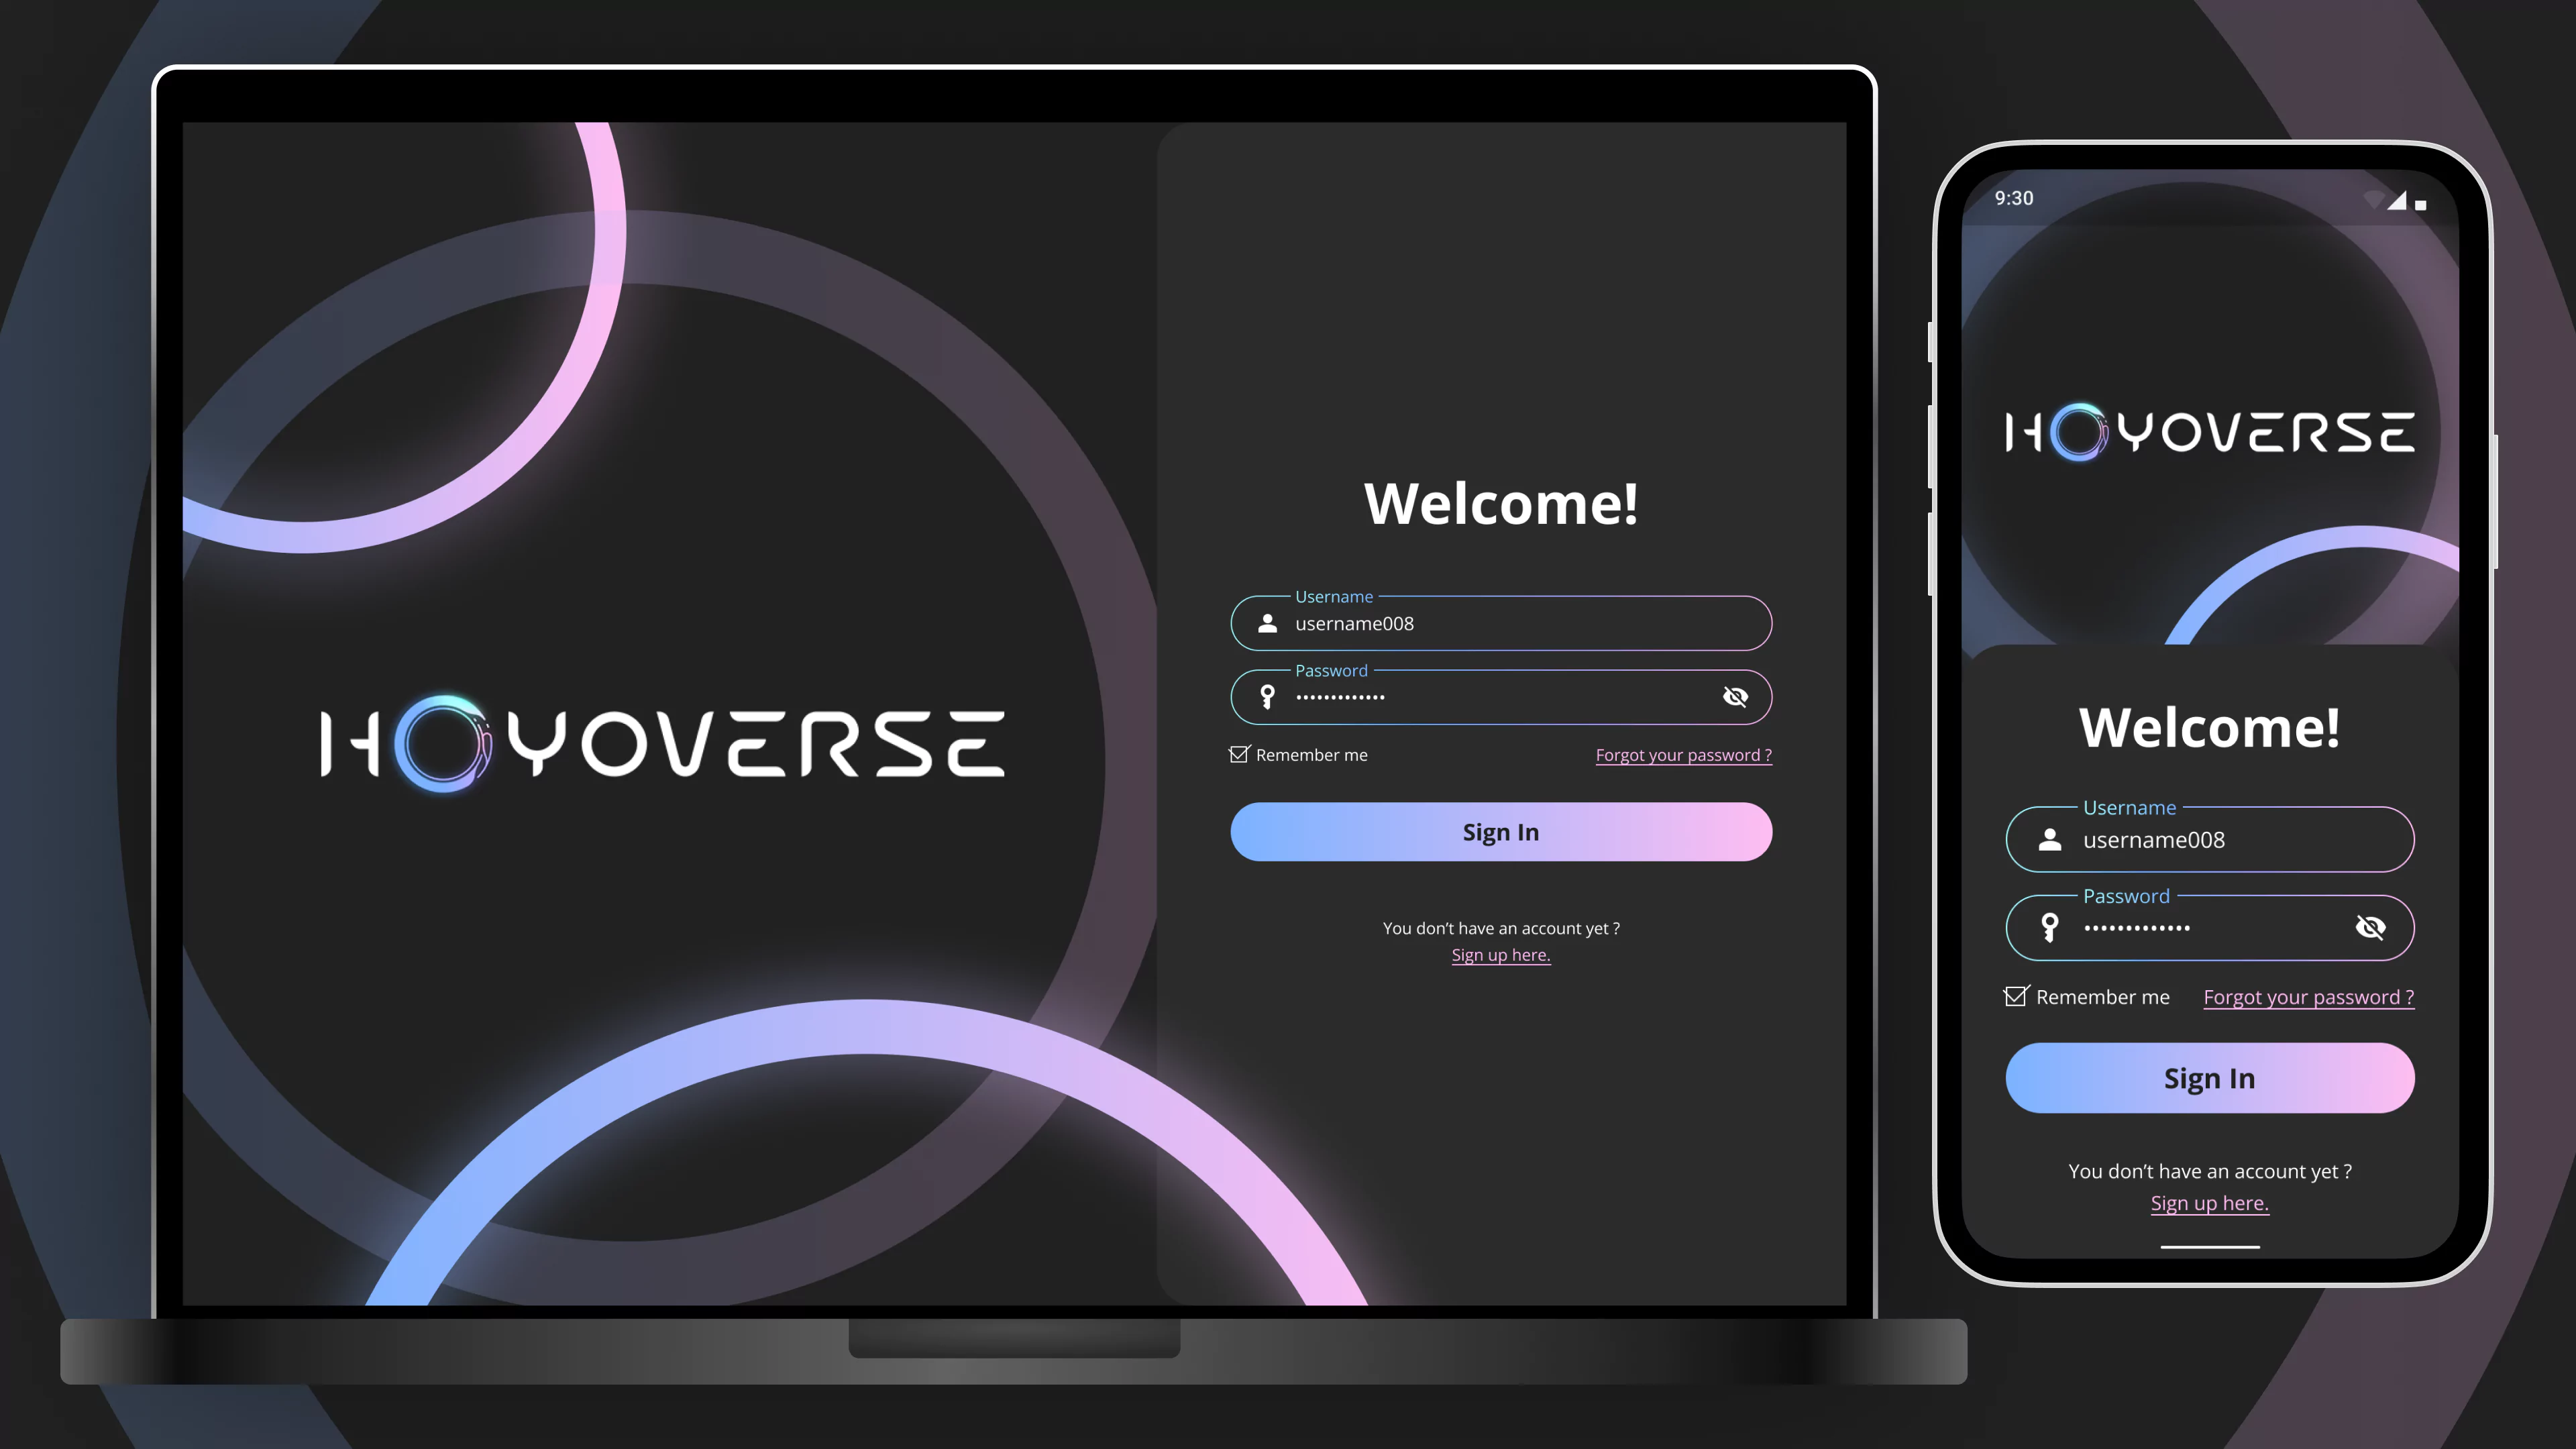 HOYOVERSE
Welcome!
Username
username008
Password
•••••••••••••
Remember me
Forgot your password ?
Sign In
You don’t have an account yet ?
Sign up here.
9:30
HOYOVERSE
Welcome!
Username
username008
Password
•••••••••••••
Remember me
Forgot your password ?
Sign In
You don’t have an account yet ?
Sign up here.